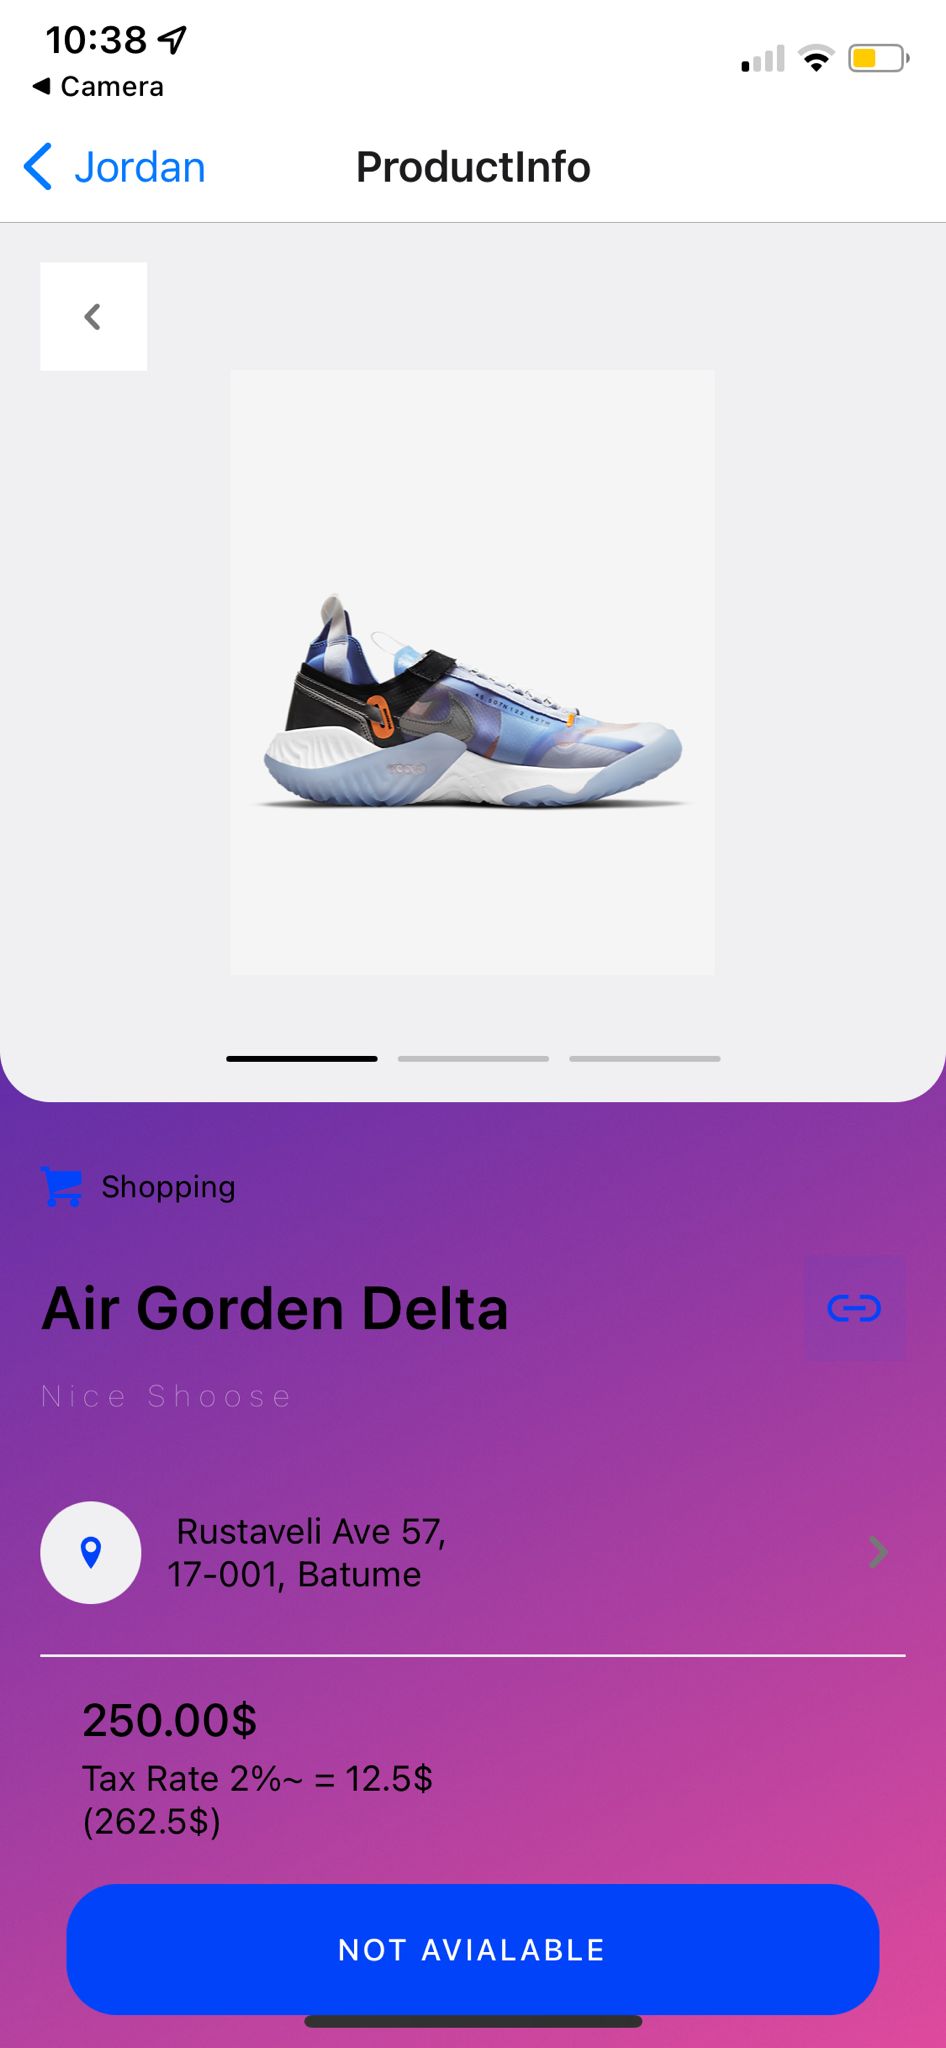 10:38
Camera
Jordan
ProductInfo
Shopping
Air Gorden Delta
Nice Shoose
Rustaveli Ave 57,
17-001, Batume
250.00$
Tax Rate 2%~ = 12.5$
(262.5$)
NOT AVIALABLE